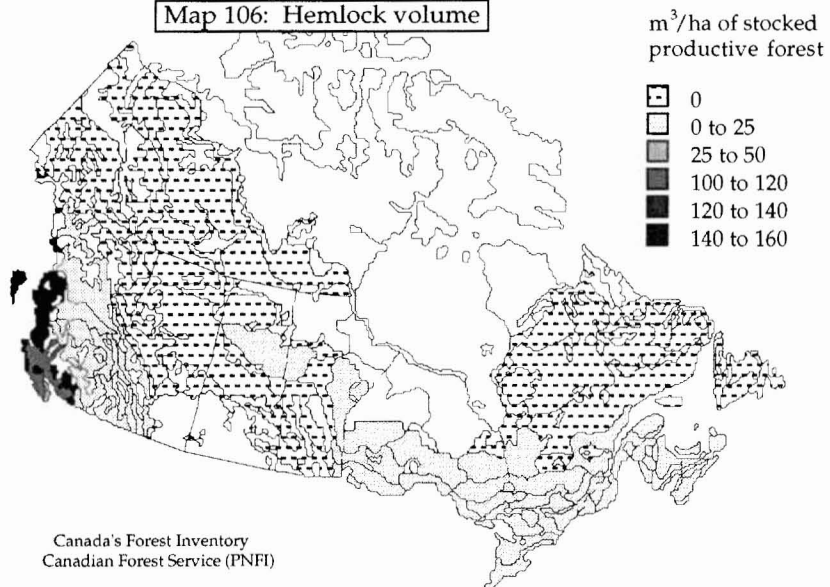 Map 106: Hemlock volume
m³/ha of stocked
productive forest
0
0 to 25
25 to 50
100 to 120
120 to 140
140 to 160
Canada's Forest Inventory
Canadian Forest Service (PNFI)